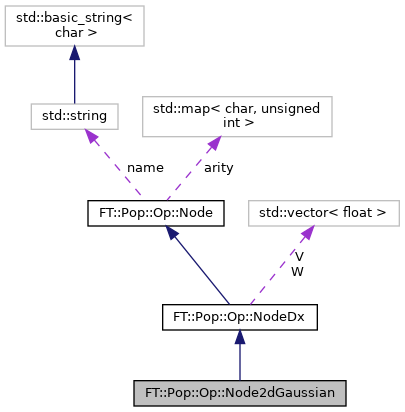 std::basic_string<
char >
std::string
std::map< char, unsigned
int >
name
arity
FT::Pop::Op::Node
std::vector< float >
V
W
FT::Pop::Op::NodeDx
FT::Pop::Op::Node2dGaussian